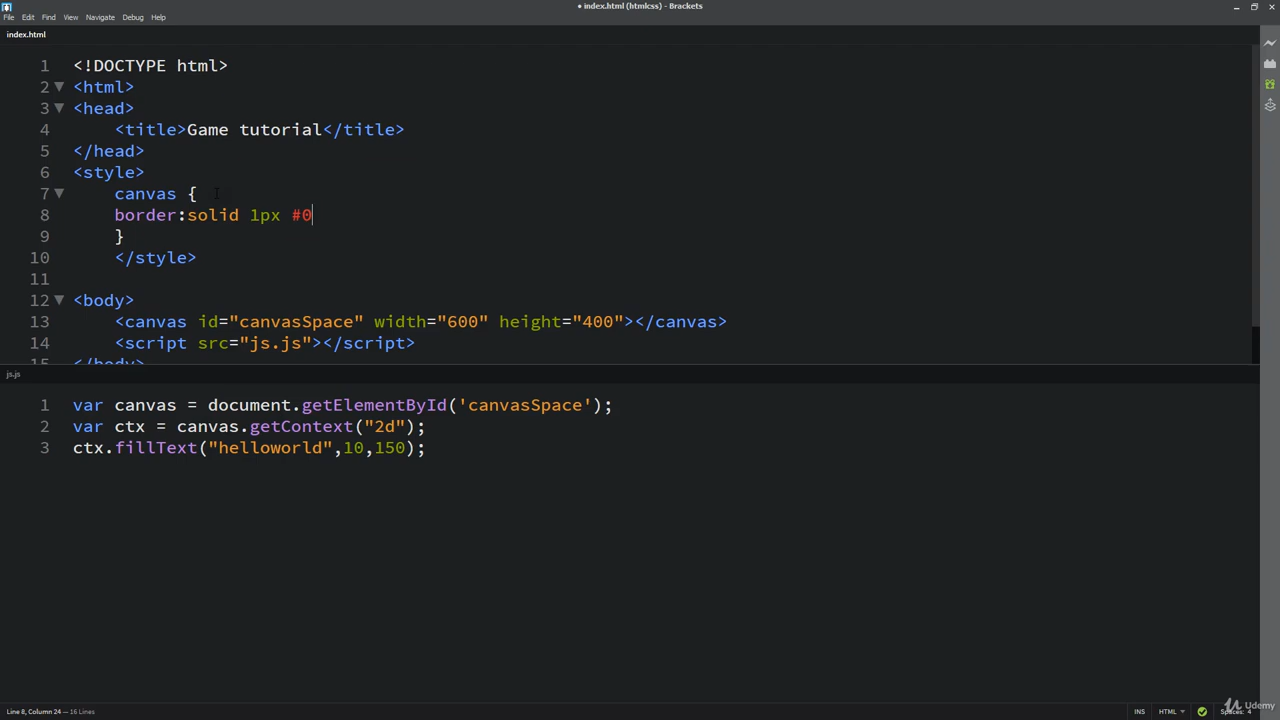 • index.html (htmlcss) - Brackets
File Edit Find View Navigate Debug Help
index.html
1 <!DOCTYPE html>
2 <html>
3 <head>
4 <title>Game tutorial</title>
5 </head>
6 <style>
7 canvas {
8 border:solid 1px #0
9 }
10 </style>
11
12 <body>
13 <canvas id="canvasSpace" width="600" height="400"></canvas>
14 <script src="js.js"></script>
15 </body>
js.js
1 var canvas = document.getElementById('canvasSpace');
2 var ctx = canvas.getContext("2d");
3 ctx.fillText("helloworld",10,150);
Line 8, Column 24 — 16 Lines
INS HTML Spaces: 4
Udemy